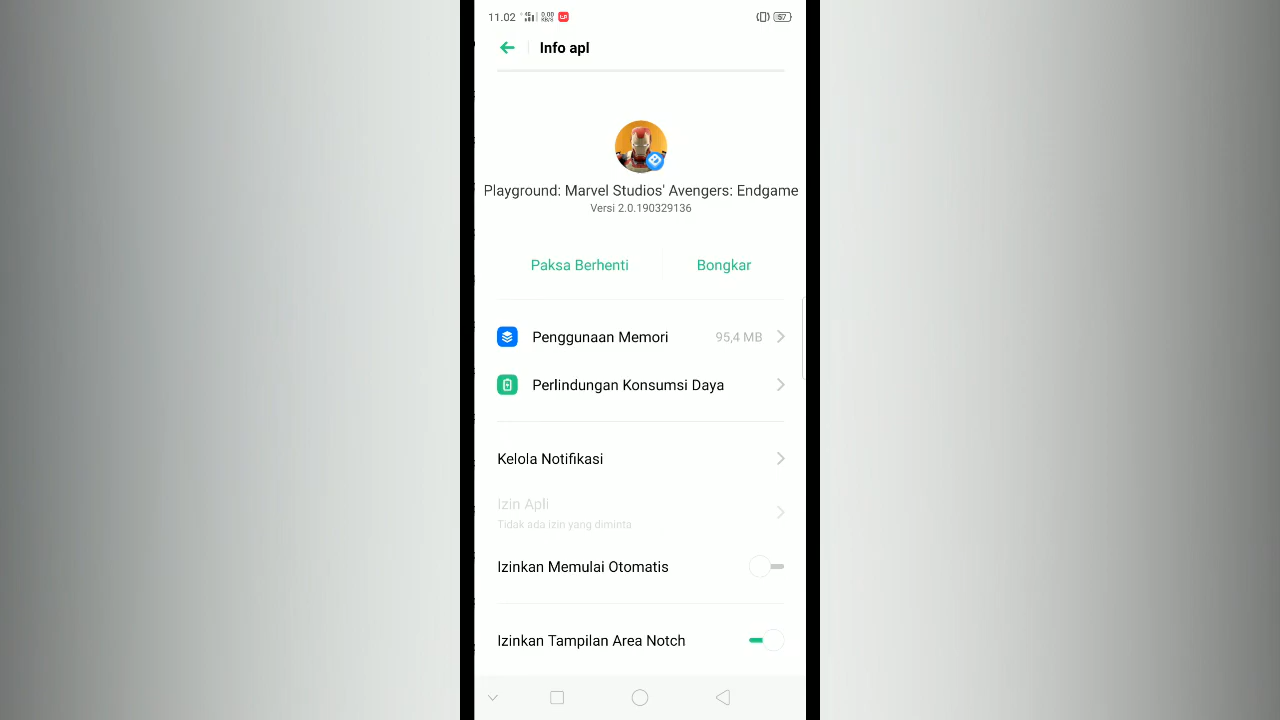 11.02
57
Info apl
Playground: Marvel Studios' Avengers: Endgame
Versi 2.0.190329136
Paksa Berhenti
Bongkar
Penggunaan Memori
95,4 MB
Perlindungan Konsumsi Daya
Kelola Notifikasi
Izin Apli
Tidak ada izin yang diminta
Izinkan Memulai Otomatis
Izinkan Tampilan Area Notch